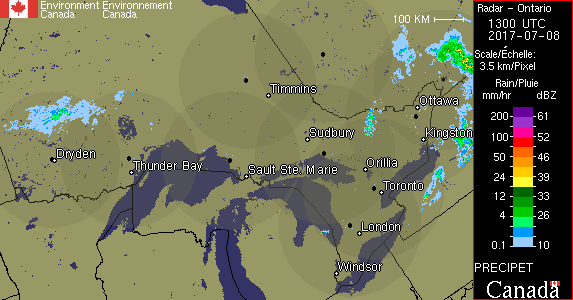 Environment Environnement
Canada Canada
100 KM
Timmins
Ottawa
Sudbury
Kingston
Dryden
Thunder Bay
Sault Ste. Marie
Orillia
Toronto
London
Windsor
Radar - Ontario
1300 UTC
2017-07-08
Scale/Échelle:
3.5 km/Pixel
Rain/Pluie
mm/hr dBZ
200 61
100 52
50 46
24 39
12 33
4 26
0.1 10
PRECIPET
Canada